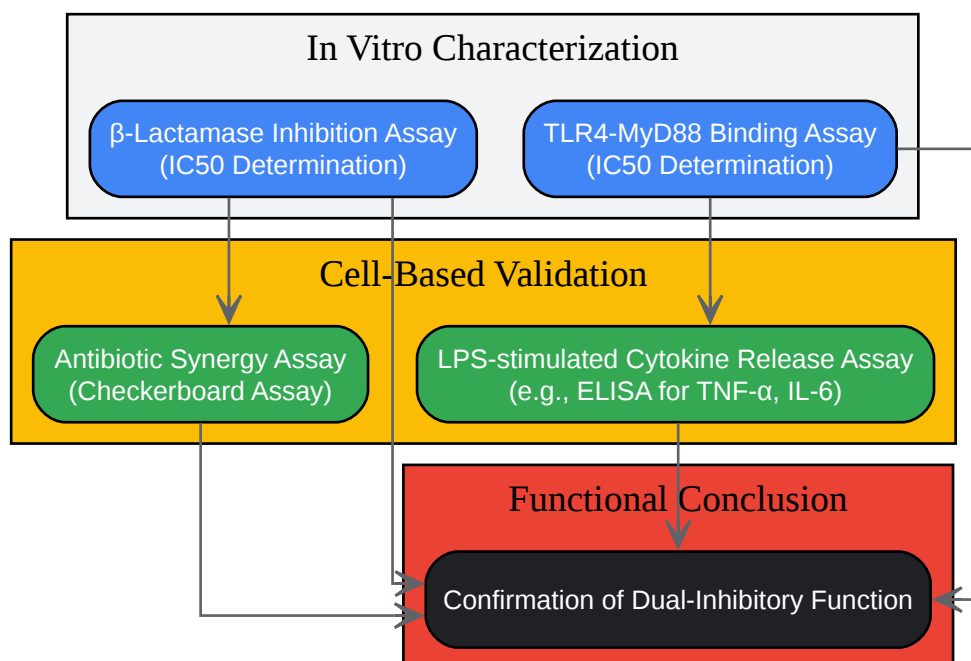 In Vitro Characterization
β-Lactamase Inhibition Assay
(IC50 Determination)
TLR4-MyD88 Binding Assay
(IC50 Determination)
Cell-Based Validation
Antibiotic Synergy Assay
(Checkerboard Assay)
LPS-stimulated Cytokine Release Assay
(e.g., ELISA for TNF-α, IL-6)
Functional Conclusion
Confirmation of Dual-Inhibitory Function